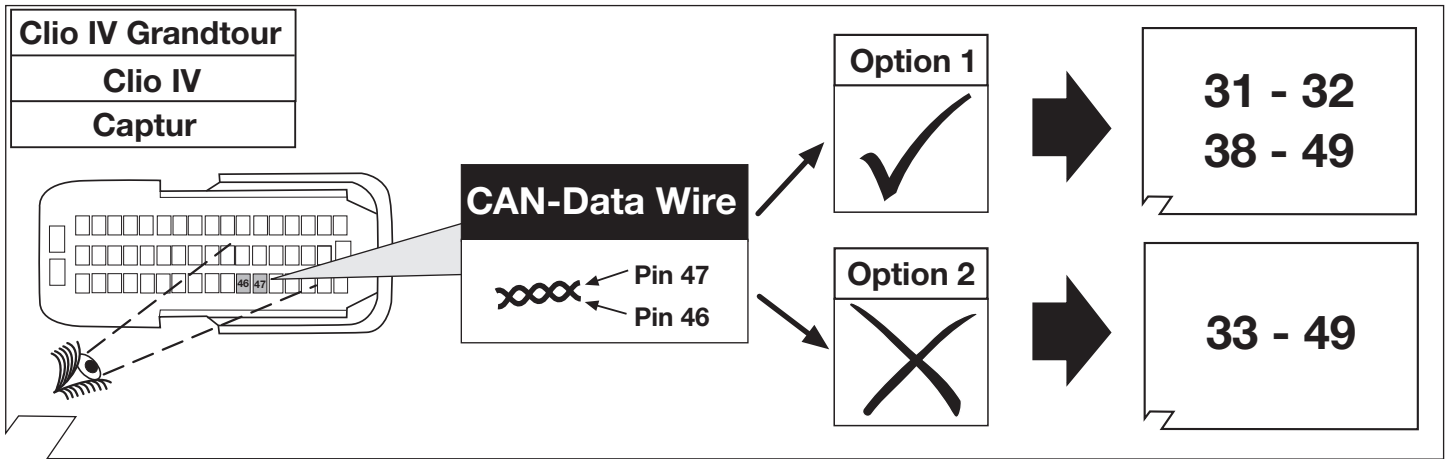 Clio IV Grandtour
Clio IV
Captur
46 47
CAN-Data Wire
Pin 47
Pin 46
Option 1
31 - 32
38 - 49
Option 2
33 - 49